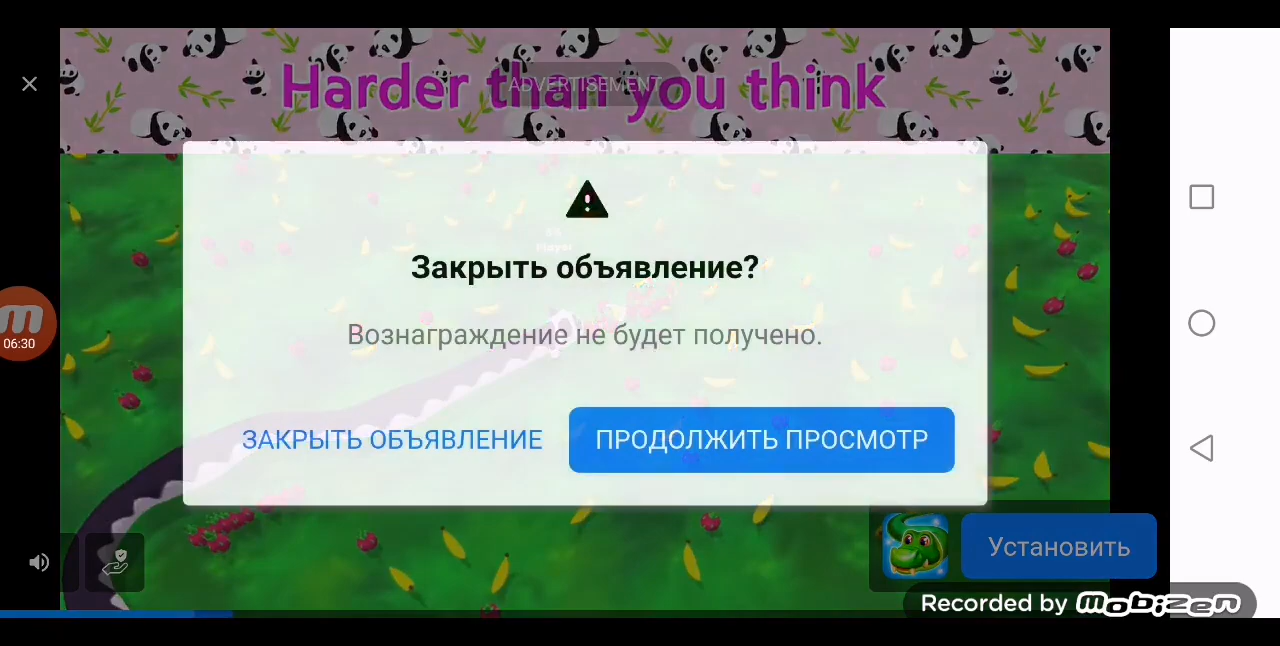 Harder than you think
ADVERTISEMENT
Player
Закрыть объявление?
Вознаграждение не будет получено.
06:30
ЗАКРЫТЬ ОБЪЯВЛЕНИЕ
ПРОДОЛЖИТЬ ПРОСМОТР
Установить
Recorded by mobizen